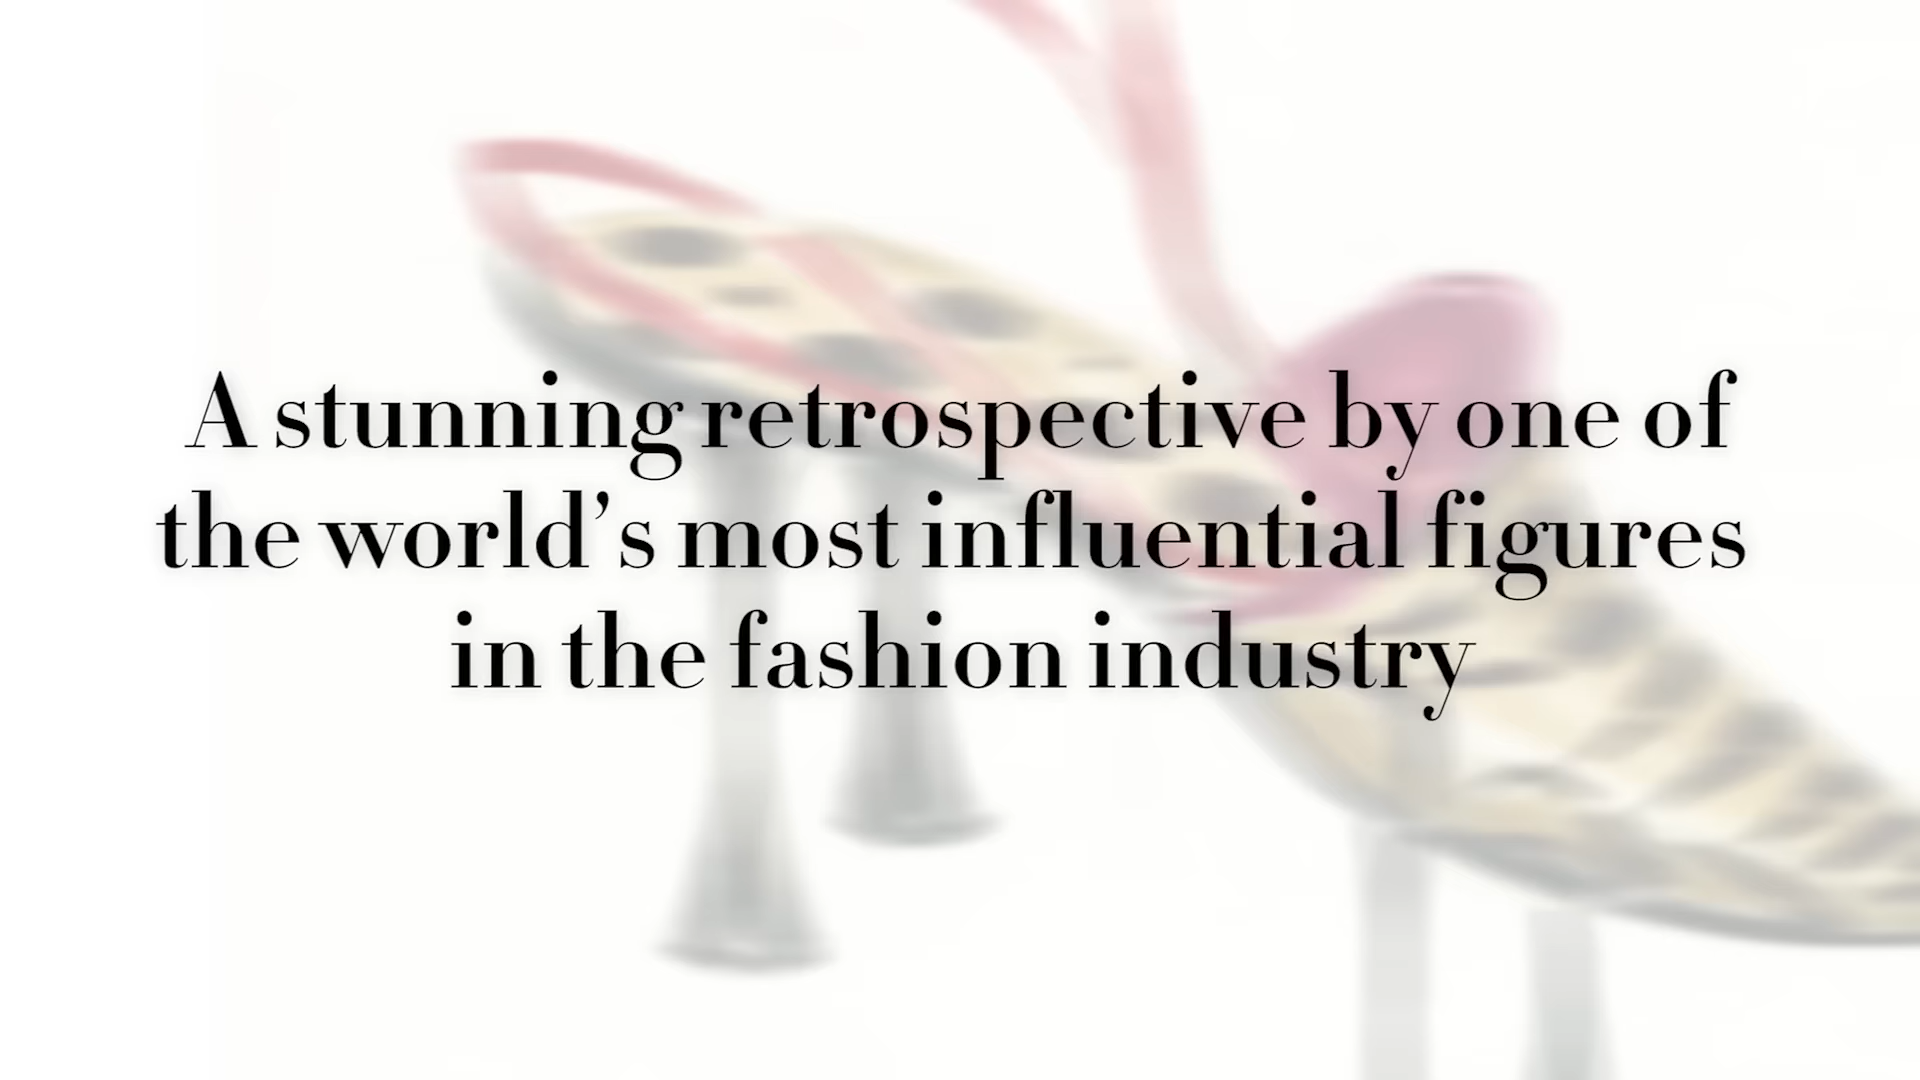 A stunning retrospective by one of
the world’s most influential figures
in the fashion industry